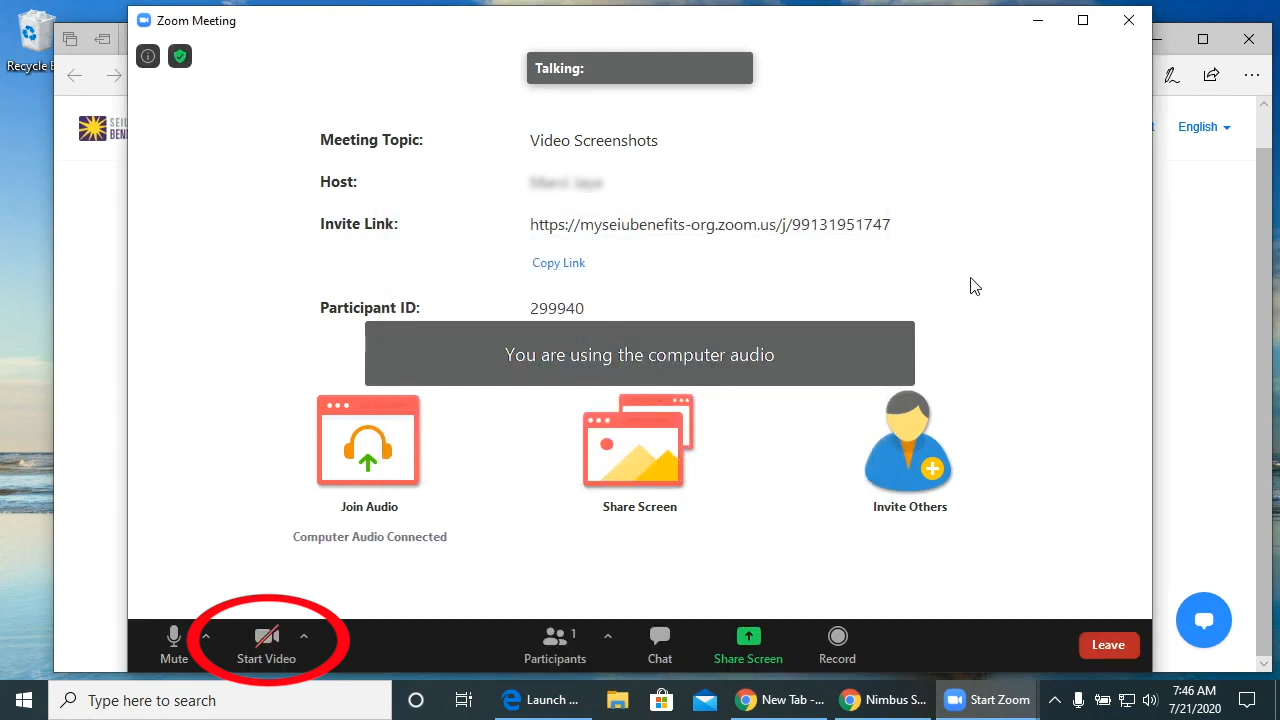 Zoom Meeting
Recycle
Talking:
SEIU
English
Meeting Topic: Video Screenshots
Host:
Invite Link: https://myseiubenefits-org.zoom.us/j/99131951747
Copy Link
Participant ID: 299940
You are using the computer audio
Join Audio Share Screen Invite Others
Computer Audio Connected
1
Mute Start Video Participants Chat Share Screen Record Leave
Type here to search Launch ... New Tab -... Nimbus S... Start Zoom
7:46 AM
7/21/2020